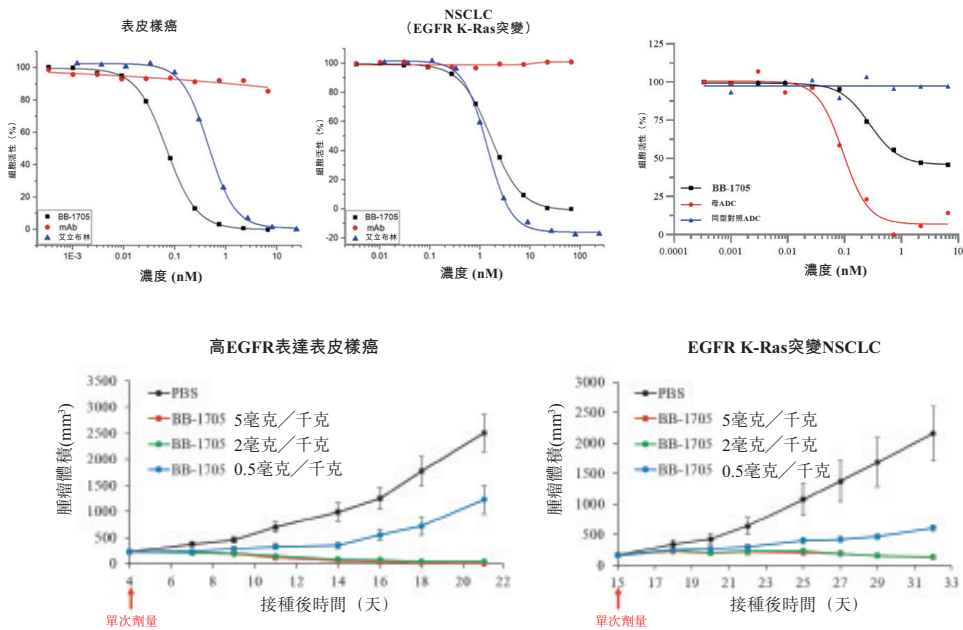 表皮樣癌
細胞活性 (%)
100
80
60
40
20
0
BB-1705
mAb
艾立布林
1E-3
0.01
0.1
1
10
濃度 (nM)
NSCLC
(EGFR K-Ras突變)
細胞活性 (%)
100
80
60
40
20
0
-20
BB-1705
mAb
艾立布林
0.01
0.1
1
10
100
濃度 (nM)
細胞活性 (%)
125
100
75
50
25
0
BB-1705
母ADC
同型對照ADC
0.0001
0.001
0.01
0.1
1
10
濃度 (nM)
高EGFR表達表皮樣癌
腫瘤體積(mm³)
3500
3000
2500
2000
1500
1000
500
0
PBS
BB-1705 5毫克／千克
BB-1705 2毫克／千克
BB-1705 0.5毫克／千克
4 6 8 10 12 14 16 18 20 22
接種後時間（天）
單次劑量
EGFR K-Ras突變NSCLC
腫瘤體積(mm³)
3000
2500
2000
1500
1000
500
0
PBS
BB-1705 5毫克／千克
BB-1705 2毫克／千克
BB-1705 0.5毫克／千克
15 17 19 21 23 25 27 29 31 33
接種後時間（天）
單次劑量